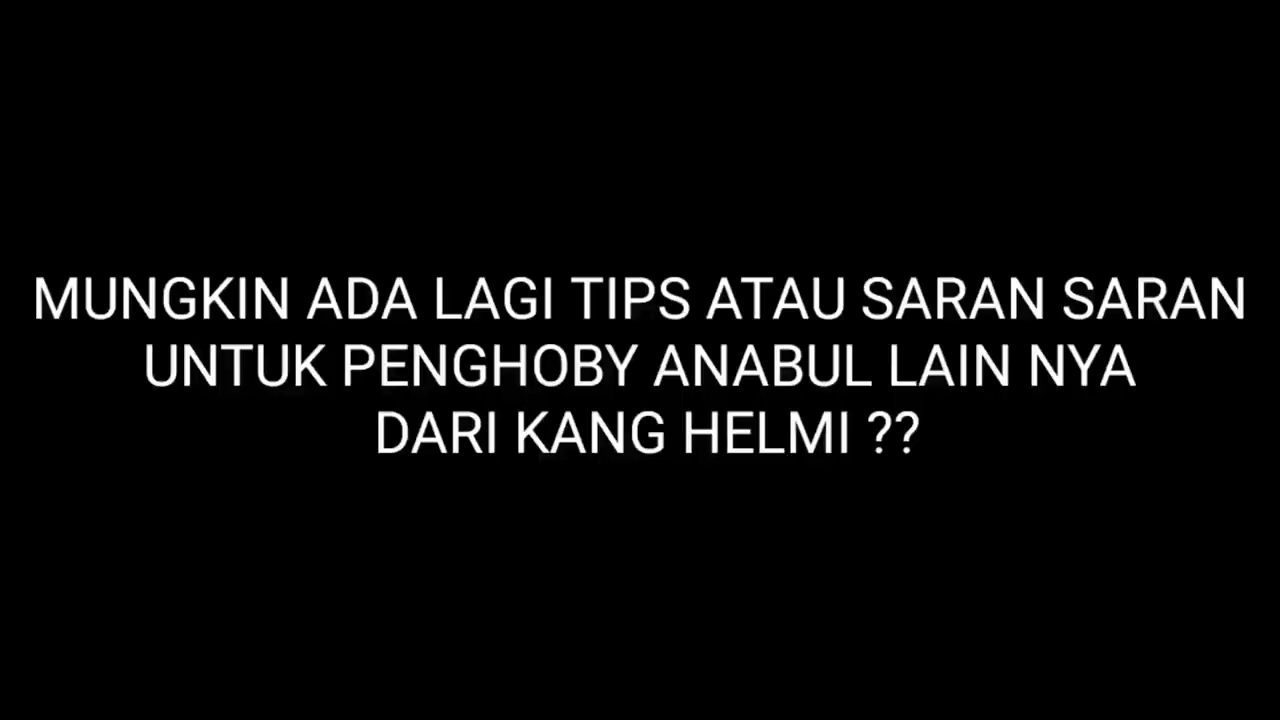 MUNGKIN ADA LAGI TIPS ATAU SARAN SARAN
UNTUK PENGHOBY ANABUL LAIN NYA
DARI KANG HELMI ??